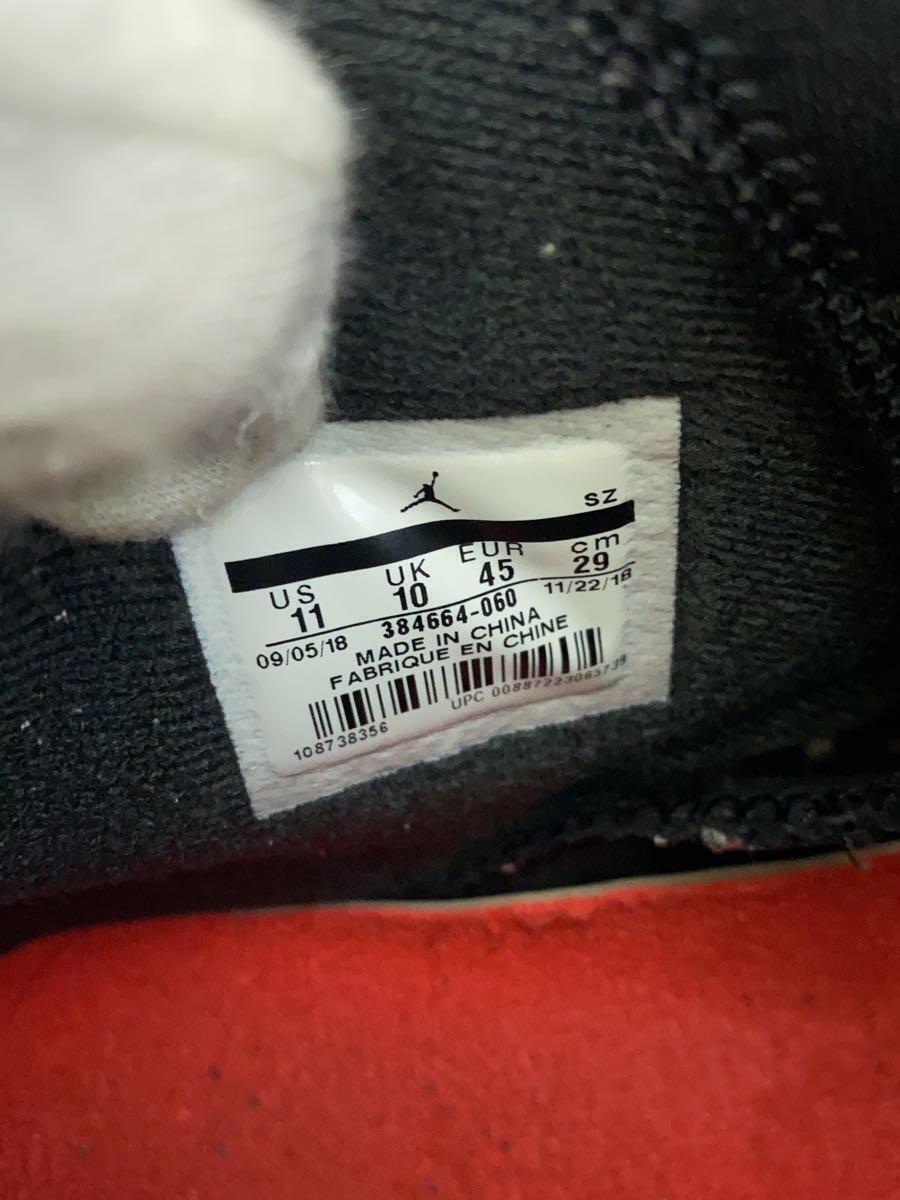 SZ
US UK EUR cm
11 10 45 29
09/05/18 384664-060 11/22/18
MADE IN CHINA
FABRIQUE EN CHINE
108738356 UPC 00887223085739